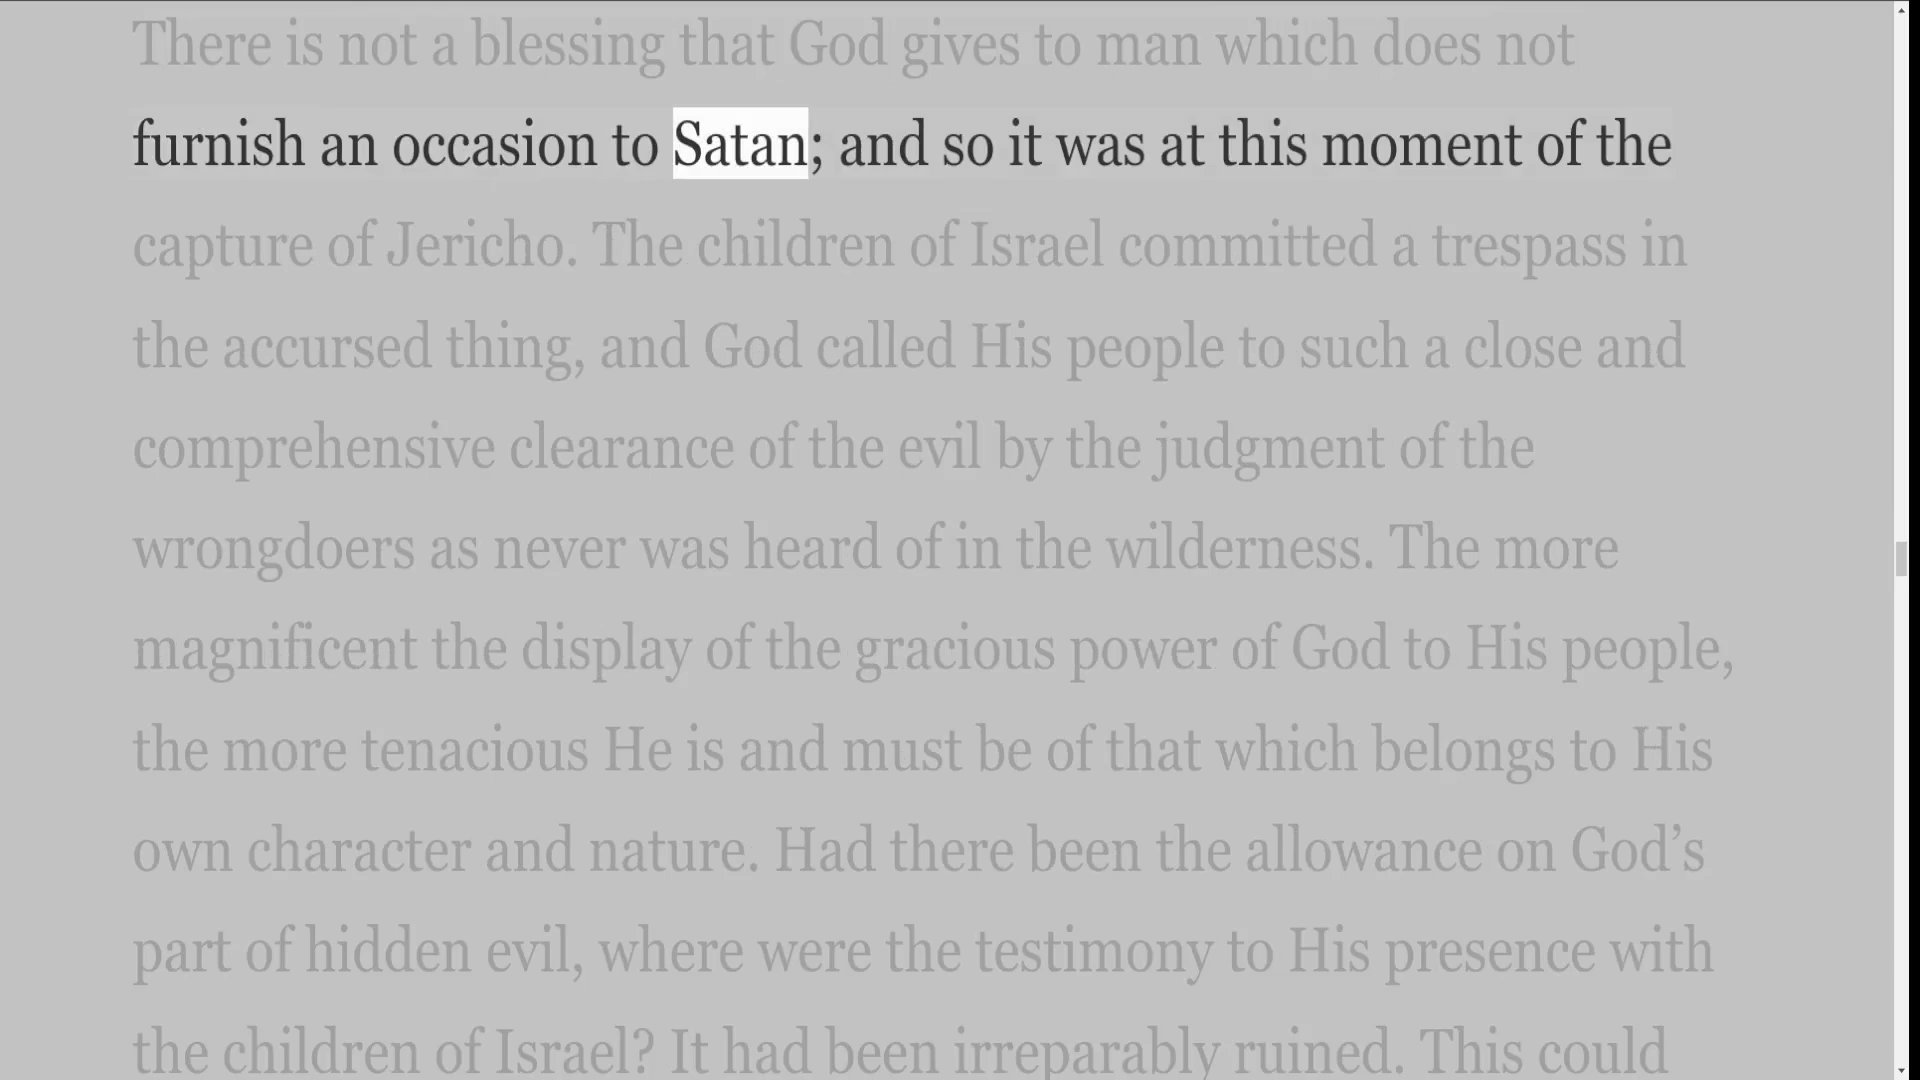 There is not a blessing that God gives to man which does not
furnish an occasion to Satan; and so it was at this moment of the
capture of Jericho. The children of Israel committed a trespass in
the accursed thing, and God called His people to such a close and
comprehensive clearance of the evil by the judgment of the
wrongdoers as never was heard of in the wilderness. The more
magnificent the display of the gracious power of God to His people,
the more tenacious He is and must be of that which belongs to His
own character and nature. Had there been the allowance on God’s
part of hidden evil, where were the testimony to His presence with
the children of Israel? It had been irreparably ruined. This could